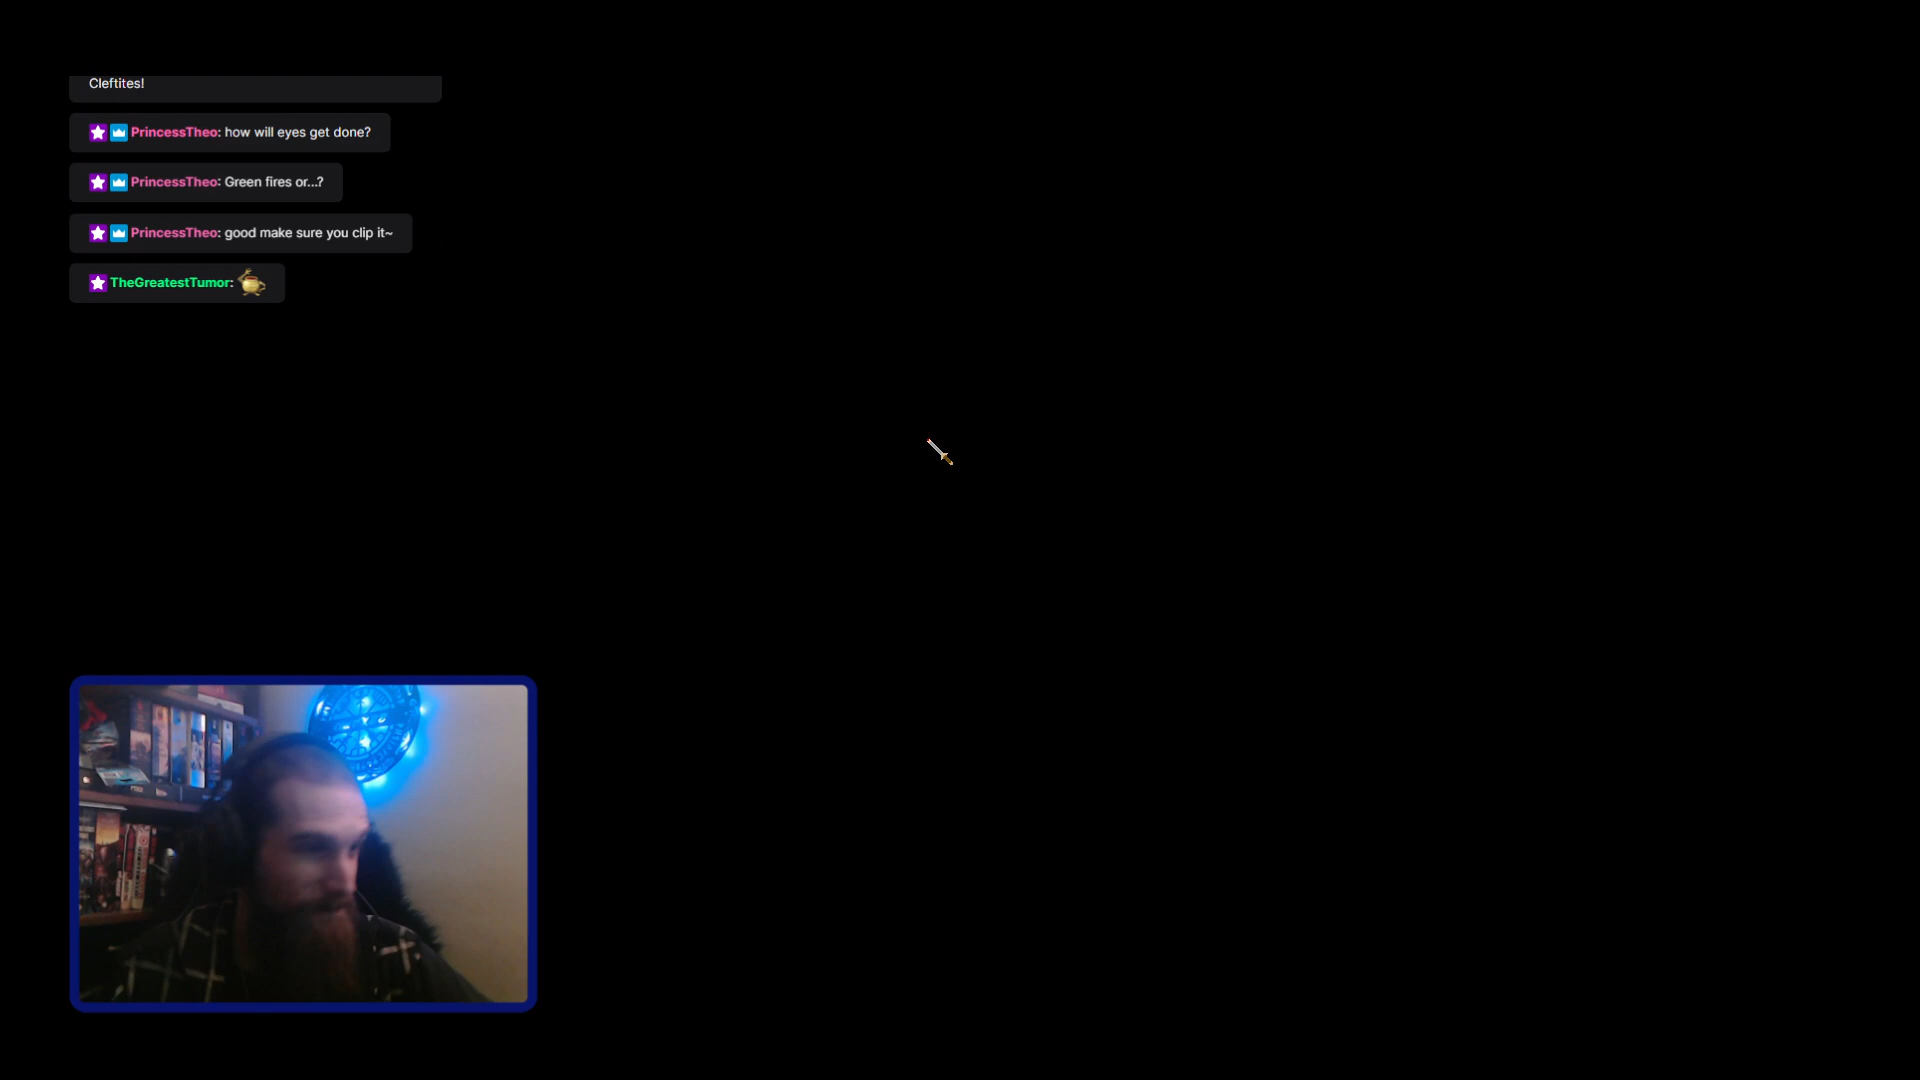 Cleftites!
PrincessTheo: how will eyes get done?
PrincessTheo: Green fires or...?
PrincessTheo: good make sure you clip it~
TheGreatestTumor: